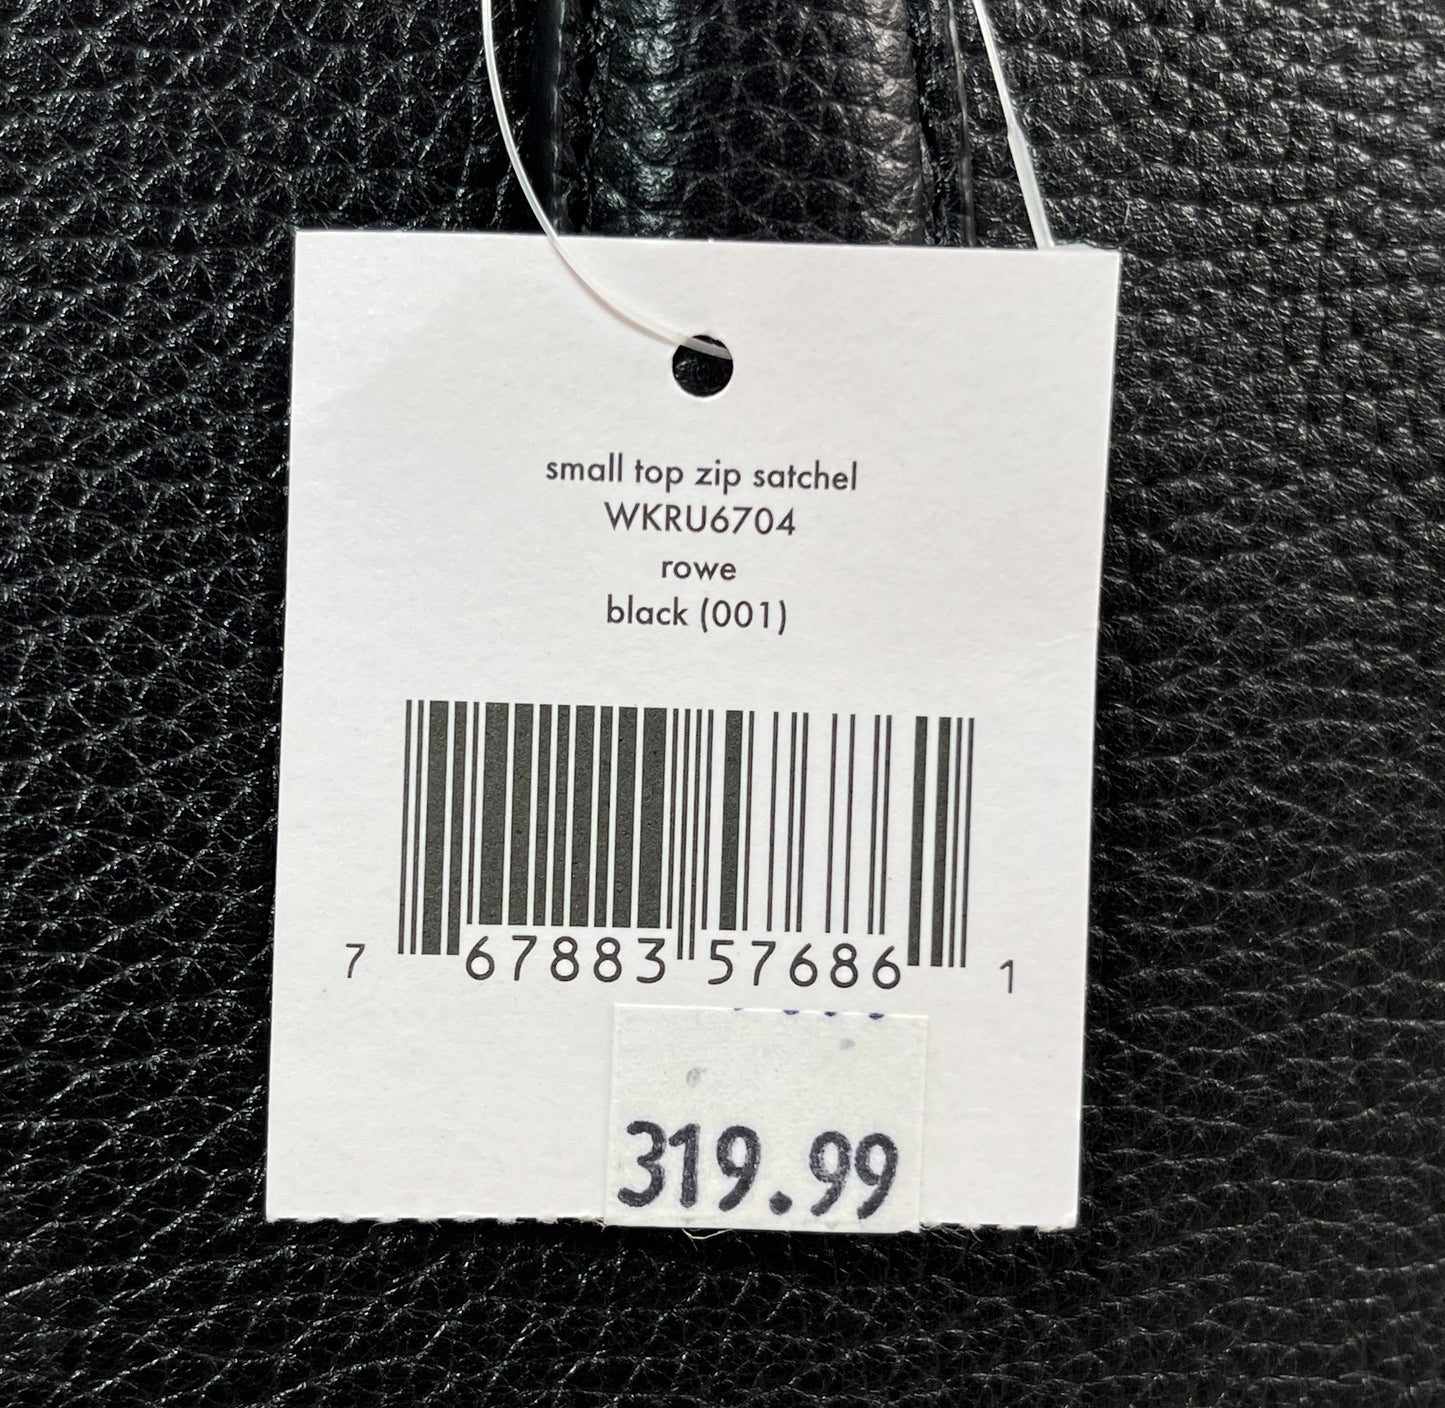 small top zip satchel
WKRU6704
rowe
black (001)
7 67883 57686 1
319.99